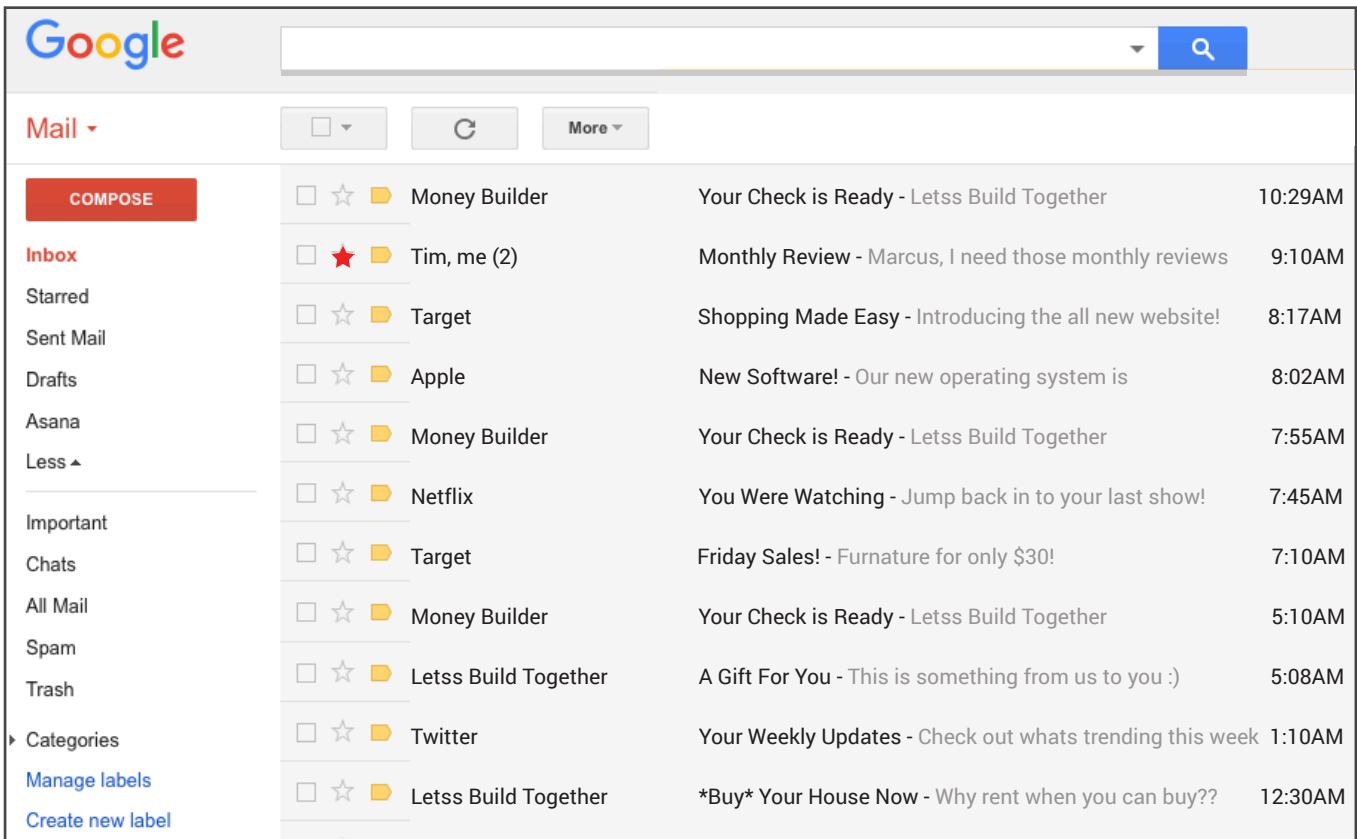 Google
Mail
More
COMPOSE
Inbox
Starred
Sent Mail
Drafts
Asana
Less
Important
Chats
All Mail
Spam
Trash
Categories
Manage labels
Create new label
Money Builder Your Check is Ready - Letss Build Together 10:29AM
Tim, me (2) Monthly Review - Marcus, I need those monthly reviews 9:10AM
Target Shopping Made Easy - Introducing the all new website! 8:17AM
Apple New Software! - Our new operating system is 8:02AM
Money Builder Your Check is Ready - Letss Build Together 7:55AM
Netflix You Were Watching - Jump back in to your last show! 7:45AM
Target Friday Sales! - Furnature for only $30! 7:10AM
Money Builder Your Check is Ready - Letss Build Together 5:10AM
Letss Build Together A Gift For You - This is something from us to you :) 5:08AM
Twitter Your Weekly Updates - Check out whats trending this week 1:10AM
Letss Build Together *Buy* Your House Now - Why rent when you can buy?? 12:30AM